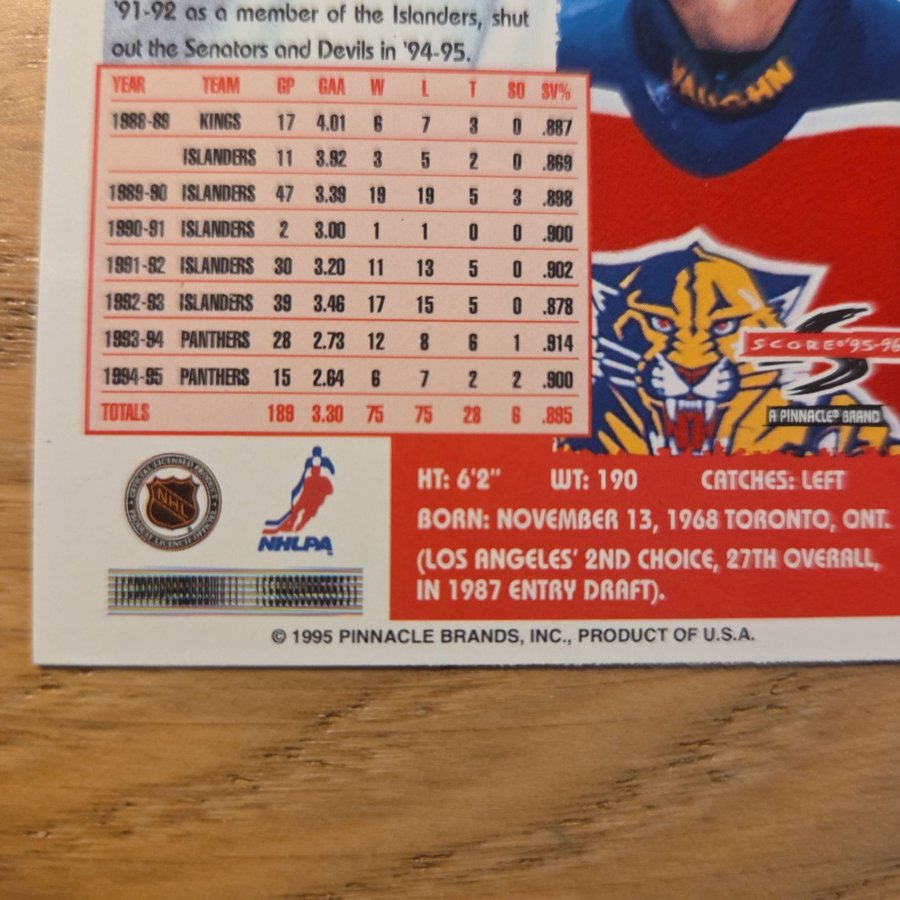 '91-92 as a member of the Islanders, shut
out the Senators and Devils in '94-95.
VAUGHN
YEAR TEAM GP GAA W L T SO SV%
1988-89 KINGS 17 4.01 6 7 3 0 .887
ISLANDERS 11 3.92 3 5 2 0 .869
1989-90 ISLANDERS 47 3.39 19 19 5 3 .898
1990-91 ISLANDERS 2 3.00 1 1 0 0 .900
1991-92 ISLANDERS 30 3.20 11 13 5 0 .902
1992-93 ISLANDERS 39 3.46 17 15 5 0 .878
1993-94 PANTHERS 28 2.73 12 8 6 1 .914
1994-95 PANTHERS 15 2.64 6 7 2 2 .900
TOTALS 189 3.30 75 75 28 6 .895
SCORE® '95-96
A PINNACLE® BRAND
OFFICIAL LICENSED PRODUCT
NHL
PRODUIT LICENCIE OFFICIEL
NHLPA
HT: 6'2" WT: 190 CATCHES: LEFT
BORN: NOVEMBER 13, 1968 TORONTO, ONT.
(LOS ANGELES' 2ND CHOICE, 27TH OVERALL,
IN 1987 ENTRY DRAFT).
© 1995 PINNACLE BRANDS, INC., PRODUCT OF U.S.A.